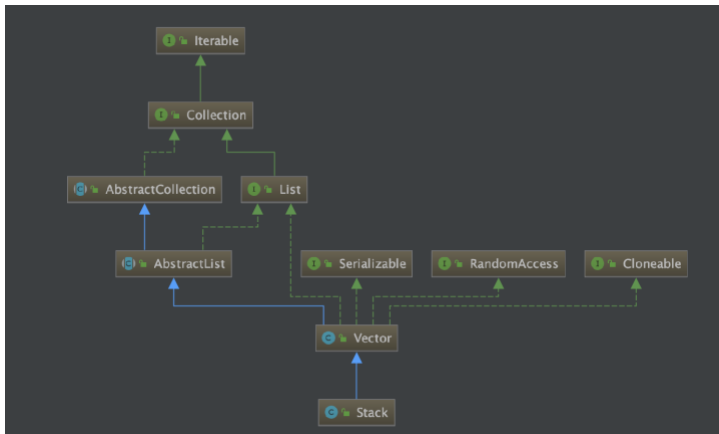 Iterable
Collection
AbstractCollection
List
AbstractList
Serializable
RandomAccess
Cloneable
Vector
Stack